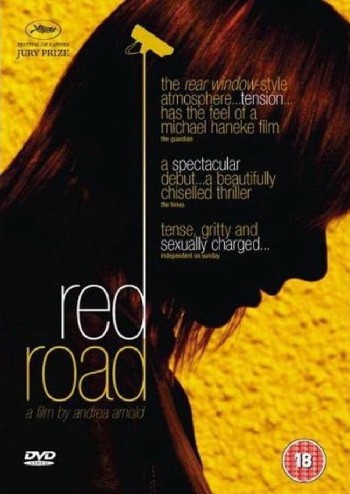 FESTIVAL DE CANNES
JURY PRIZE
the rear window-style
atmosphere...tension...
has the feel of a
michael haneke film
the guardian
a spectacular
debut...a beautifully
chiselled thriller
the times
tense, gritty and
sexually charged...
independent on sunday
red
road
a film by andrea arnold
DVD
VIDEO
18